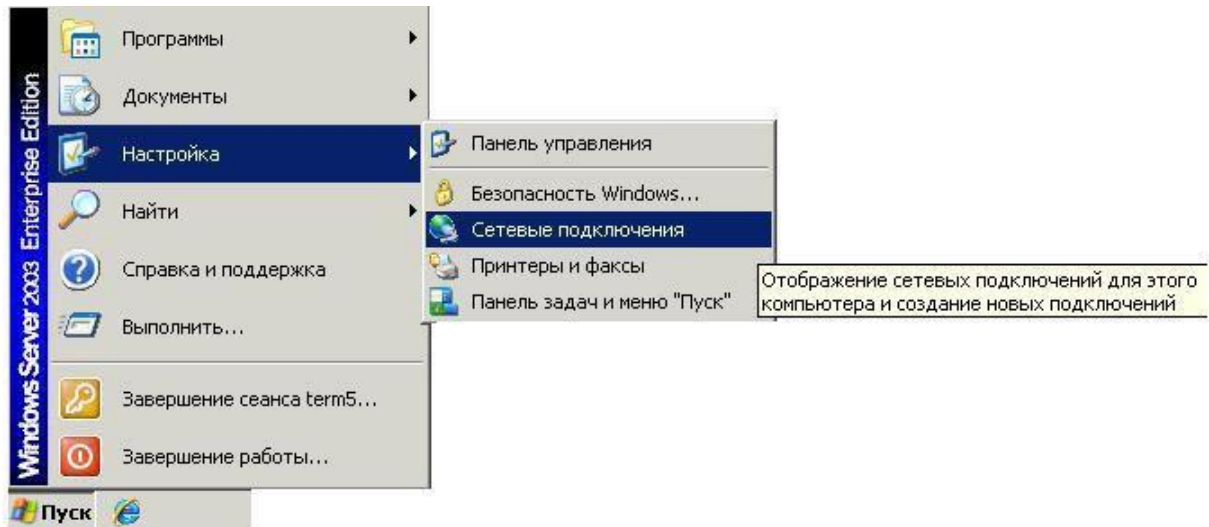 Windows Server 2003 Enterprise Edition
Программы
Документы
Настройка
Найти
Справка и поддержка
Выполнить...
Завершение сеанса term5...
Завершение работы...
Панель управления
Безопасность Windows...
Сетевые подключения
Принтеры и факсы
Панель задач и меню "Пуск"
Отображение сетевых подключений для этого
компьютера и создание новых подключений
Пуск